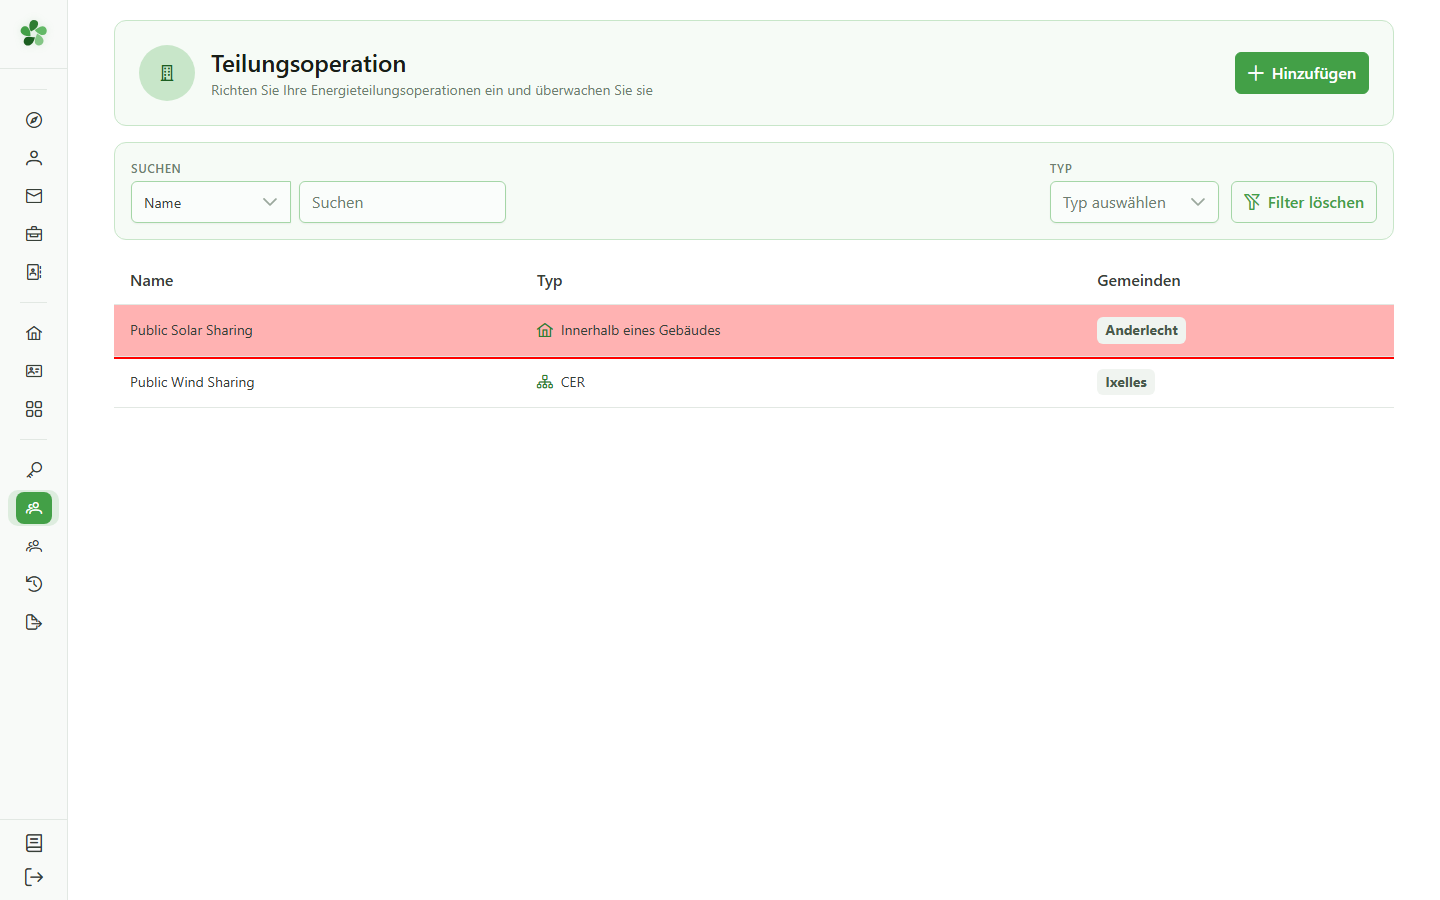 Teilungsoperation
Richten Sie Ihre Energieteilungsoperationen ein und überwachen Sie sie
Hinzufügen
SUCHEN
TYP
Name
Suchen
Typ auswählen
Filter löschen
Name Typ Gemeinden
Public Solar Sharing Innerhalb eines Gebäudes Anderlecht
Public Wind Sharing CER Ixelles